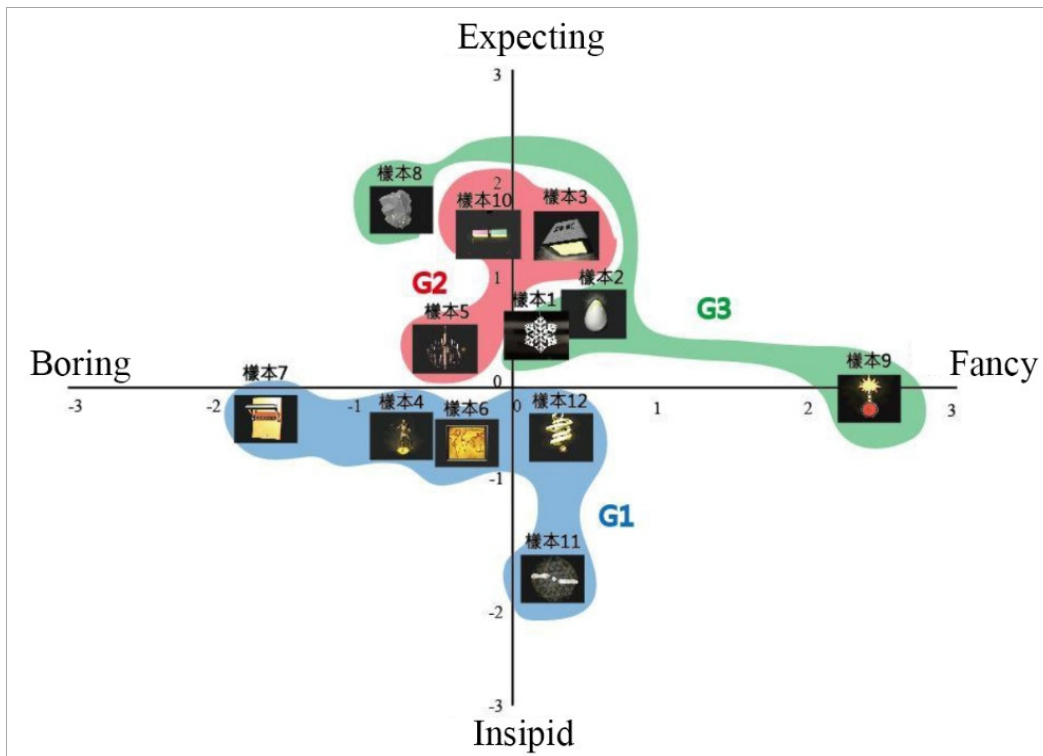 Expecting
3
樣本8
2
樣本10
樣本3
G2
1
樣本2
樣本1
樣本5
G3
Boring
0
樣本9
Fancy
樣本7
-3
-2
-1
0
1
2
3
樣本4
樣本6
樣本12
-1
G1
樣本11
-2
-3
Insipid